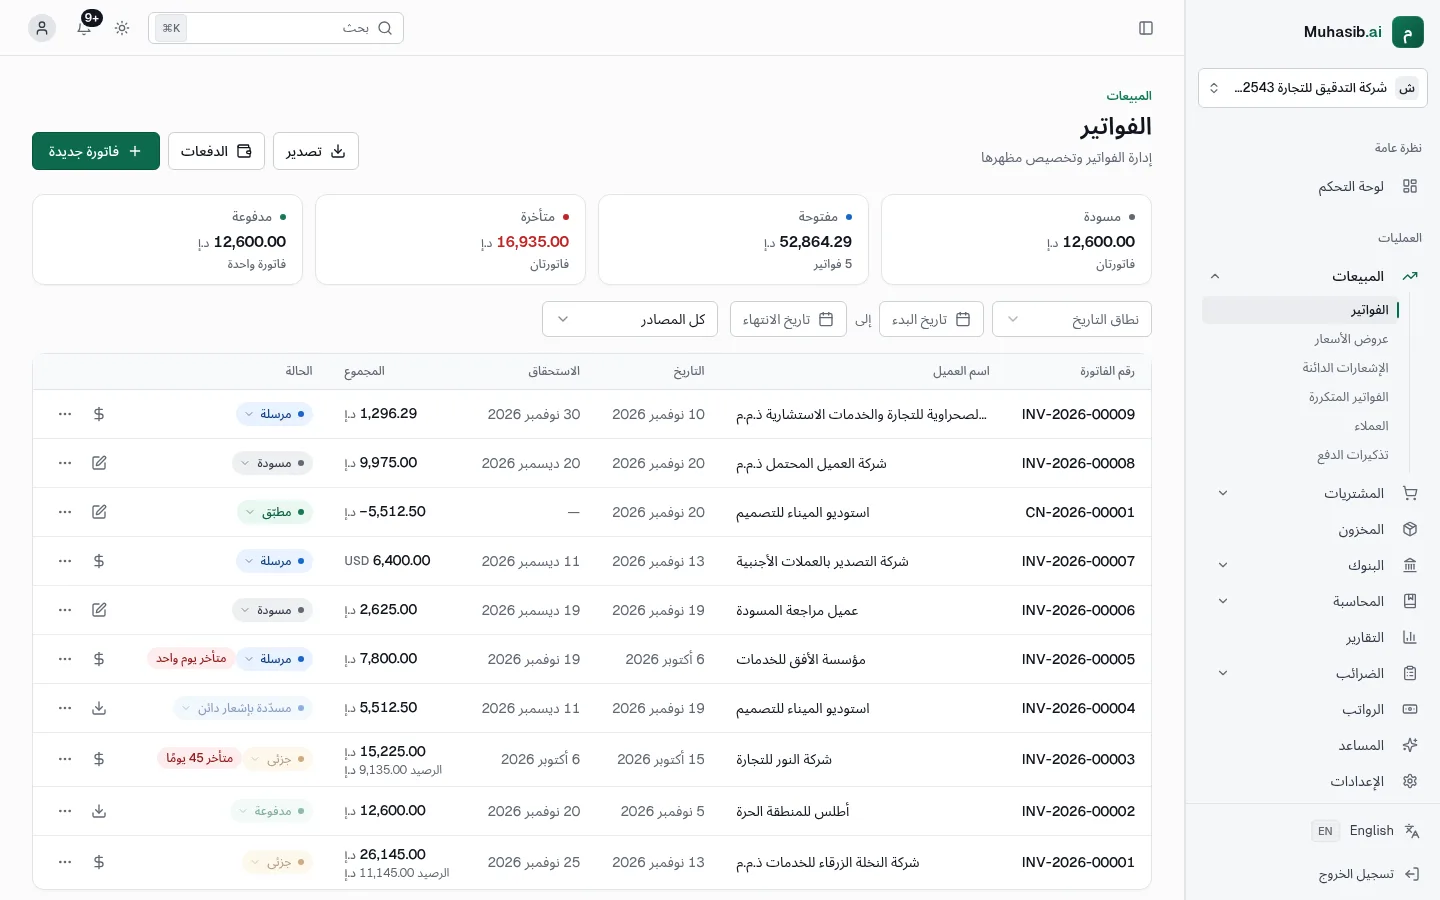 Muhasib.ai
م
ش شركة التدقيق للتجارة 2543...
نظرة عامة
لوحة التحكم
العمليات
المبيعات
الفواتير
عروض الأسعار
الإشعارات الدائنة
الفواتير المتكررة
العملاء
تذكيرات الدفع
المشتريات
المخزون
البنوك
المحاسبة
التقارير
الضرائب
الرواتب
المساعد
الإعدادات
English EN
تسجيل الخروج
بحث ⌘K
9+
المبيعات
الفواتير
إدارة الفواتير وتخصيص مظهرها
تصدير
الدفعات
فاتورة جديدة
مسودة
12,600.00 د.إ
فاتورتان
مفتوحة
52,864.29 د.إ
5 فواتير
متأخرة
16,935.00 د.إ
فاتورتان
مدفوعة
12,600.00 د.إ
فاتورة واحدة
نطاق التاريخ تاريخ البدء إلى تاريخ الانتهاء كل المصادر
رقم الفاتورة اسم العميل التاريخ الاستحقاق المجموع الحالة
INV-2026-00009 ...لصحراوية للتجارة والخدمات الاستشارية ذ.م.م 10 نوفمبر 2026 30 نوفمبر 2026 1,296.29 د.إ مرسلة
INV-2026-00008 شركة العميل المحتمل ذ.م.م 20 نوفمبر 2026 20 ديسمبر 2026 9,975.00 د.إ مسودة
CN-2026-00001 استوديو الميناء للتصميم 20 نوفمبر 2026 — −5,512.50 د.إ مطبّق
INV-2026-00007 شركة التصدير بالعملات الأجنبية 13 نوفمبر 2026 11 ديسمبر 2026 USD 6,400.00 مرسلة
INV-2026-00006 عميل مراجعة المسودة 19 نوفمبر 2026 19 ديسمبر 2026 2,625.00 د.إ مسودة
INV-2026-00005 مؤسسة الأفق للخدمات 6 أكتوبر 2026 19 نوفمبر 2026 7,800.00 د.إ مرسلة متأخر يوم واحد
INV-2026-00004 استوديو الميناء للتصميم 19 نوفمبر 2026 11 ديسمبر 2026 5,512.50 د.إ مسدّدة بإشعار دائن
INV-2026-00003 شركة النور للتجارة 15 أكتوبر 2026 6 أكتوبر 2026 15,225.00 د.إ جزئي متأخر 45 يومًا
الرصيد 9,135.00 د.إ
INV-2026-00002 أطلس للمنطقة الحرة 5 نوفمبر 2026 20 نوفمبر 2026 12,600.00 د.إ مدفوعة
INV-2026-00001 شركة النخلة الزرقاء للخدمات ذ.م.م 13 نوفمبر 2026 25 نوفمبر 2026 26,145.00 د.إ جزئي
الرصيد 11,145.00 د.إ